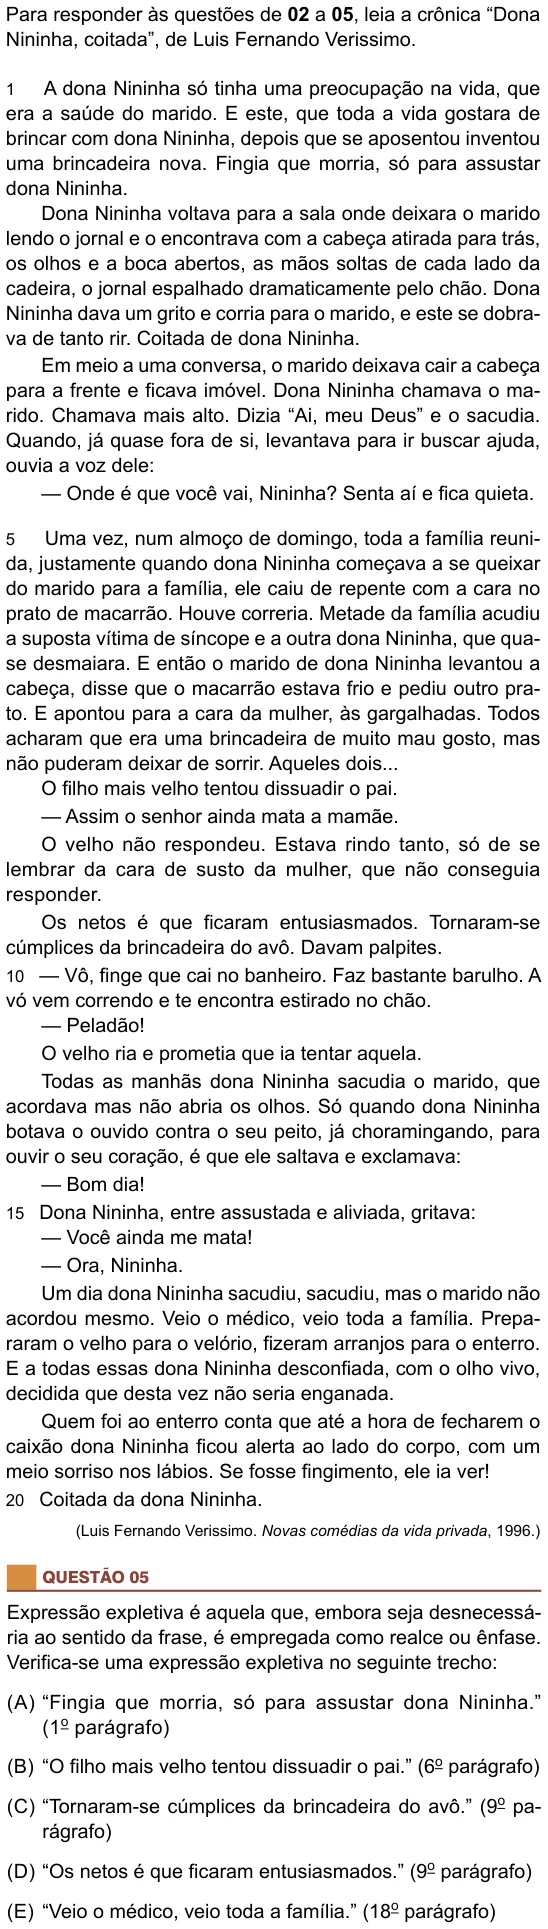 Para responder às questões de 02 a 05, leia a crônica “Dona
Nininha, coitada”, de Luis Fernando Verissimo.
1 A dona Nininha só tinha uma preocupação na vida, que
era a saúde do marido. E este, que toda a vida gostara de
brincar com dona Nininha, depois que se aposentou inventou
uma brincadeira nova. Fingia que morria, só para assustar
dona Nininha.
Dona Nininha voltava para a sala onde deixara o marido
lendo o jornal e o encontrava com a cabeça atirada para trás,
os olhos e a boca abertos, as mãos soltas de cada lado da
cadeira, o jornal espalhado dramaticamente pelo chão. Dona
Nininha dava um grito e corria para o marido, e este se dobra-
va de tanto rir. Coitada de dona Nininha.
Em meio a uma conversa, o marido deixava cair a cabeça
para a frente e ficava imóvel. Dona Nininha chamava o ma-
rido. Chamava mais alto. Dizia “Ai, meu Deus” e o sacudia.
Quando, já quase fora de si, levantava para ir buscar ajuda,
ouvia a voz dele:
— Onde é que você vai, Nininha? Senta aí e fica quieta.
5 Uma vez, num almoço de domingo, toda a família reuni-
da, justamente quando dona Nininha começava a se queixar
do marido para a família, ele caiu de repente com a cara no
prato de macarrão. Houve correria. Metade da família acudiu
a suposta vítima de síncope e a outra dona Nininha, que qua-
se desmaiara. E então o marido de dona Nininha levantou a
cabeça, disse que o macarrão estava frio e pediu outro pra-
to. E apontou para a cara da mulher, às gargalhadas. Todos
acharam que era uma brincadeira de muito mau gosto, mas
não puderam deixar de sorrir. Aqueles dois...
O filho mais velho tentou dissuadir o pai.
— Assim o senhor ainda mata a mamãe.
O velho não respondeu. Estava rindo tanto, só de se
lembrar da cara de susto da mulher, que não conseguia
responder.
Os netos é que ficaram entusiasmados. Tornaram-se
cúmplices da brincadeira do avô. Davam palpites.
10 — Vô, finge que cai no banheiro. Faz bastante barulho. A
vó vem correndo e te encontra estirado no chão.
— Peladão!
O velho ria e prometia que ia tentar aquela.
Todas as manhãs dona Nininha sacudia o marido, que
acordava mas não abria os olhos. Só quando dona Nininha
botava o ouvido contra o seu peito, já choramingando, para
ouvir o seu coração, é que ele saltava e exclamava:
— Bom dia!
15 Dona Nininha, entre assustada e aliviada, gritava:
— Você ainda me mata!
— Ora, Nininha.
Um dia dona Nininha sacudiu, sacudiu, mas o marido não
acordou mesmo. Veio o médico, veio toda a família. Prepa-
raram o velho para o velório, fizeram arranjos para o enterro.
E a todas essas dona Nininha desconfiada, com o olho vivo,
decidida que desta vez não seria enganada.
Quem foi ao enterro conta que até a hora de fecharem o
caixão dona Nininha ficou alerta ao lado do corpo, com um
meio sorriso nos lábios. Se fosse fingimento, ele ia ver!
20 Coitada da dona Nininha.
(Luis Fernando Verissimo. Novas comédias da vida privada, 1996.)
QUESTÃO 05
Expressão expletiva é aquela que, embora seja desnecessá-
ria ao sentido da frase, é empregada como realce ou ênfase.
Verifica-se uma expressão expletiva no seguinte trecho:
(A) “Fingia que morria, só para assustar dona Nininha.”
(1º parágrafo)
(B) “O filho mais velho tentou dissuadir o pai.” (6º parágrafo)
(C) “Tornaram-se cúmplices da brincadeira do avô.” (9º pa-
rágrafo)
(D) “Os netos é que ficaram entusiasmados.” (9º parágrafo)
(E) “Veio o médico, veio toda a família.” (18º parágrafo)